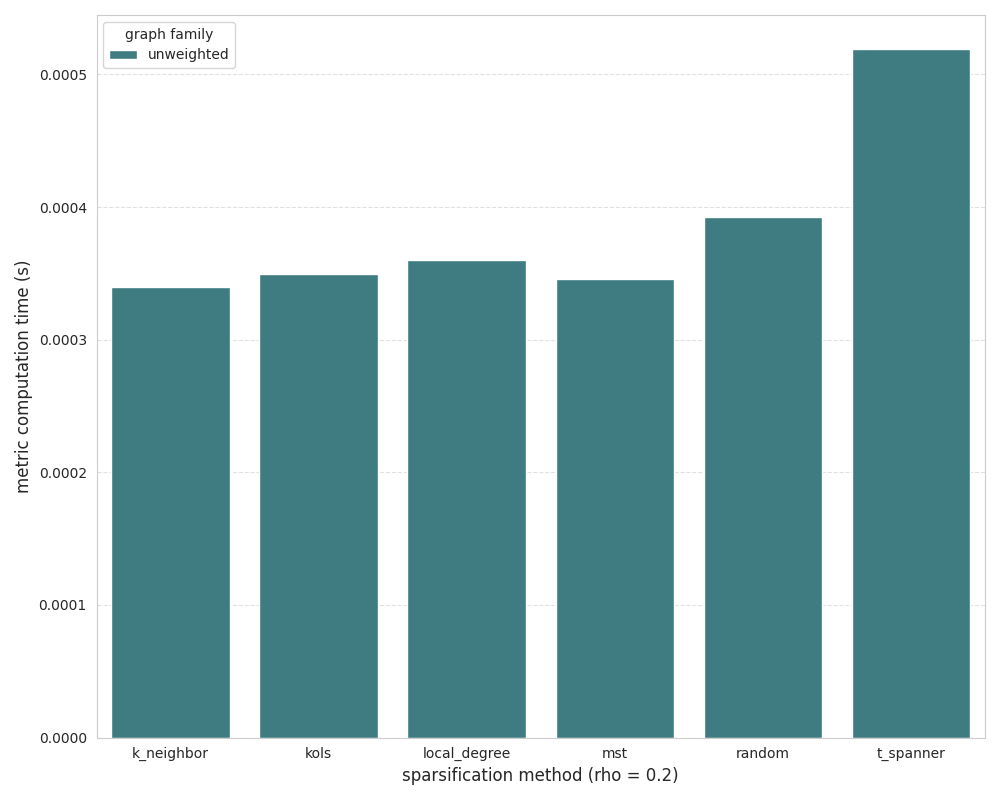 graph family
unweighted
0.0005
0.0004
0.0003
0.0002
0.0001
0.0000
metric computation time (s)
k_neighbor
kols
local_degree
mst
random
t_spanner
sparsification method (rho = 0.2)